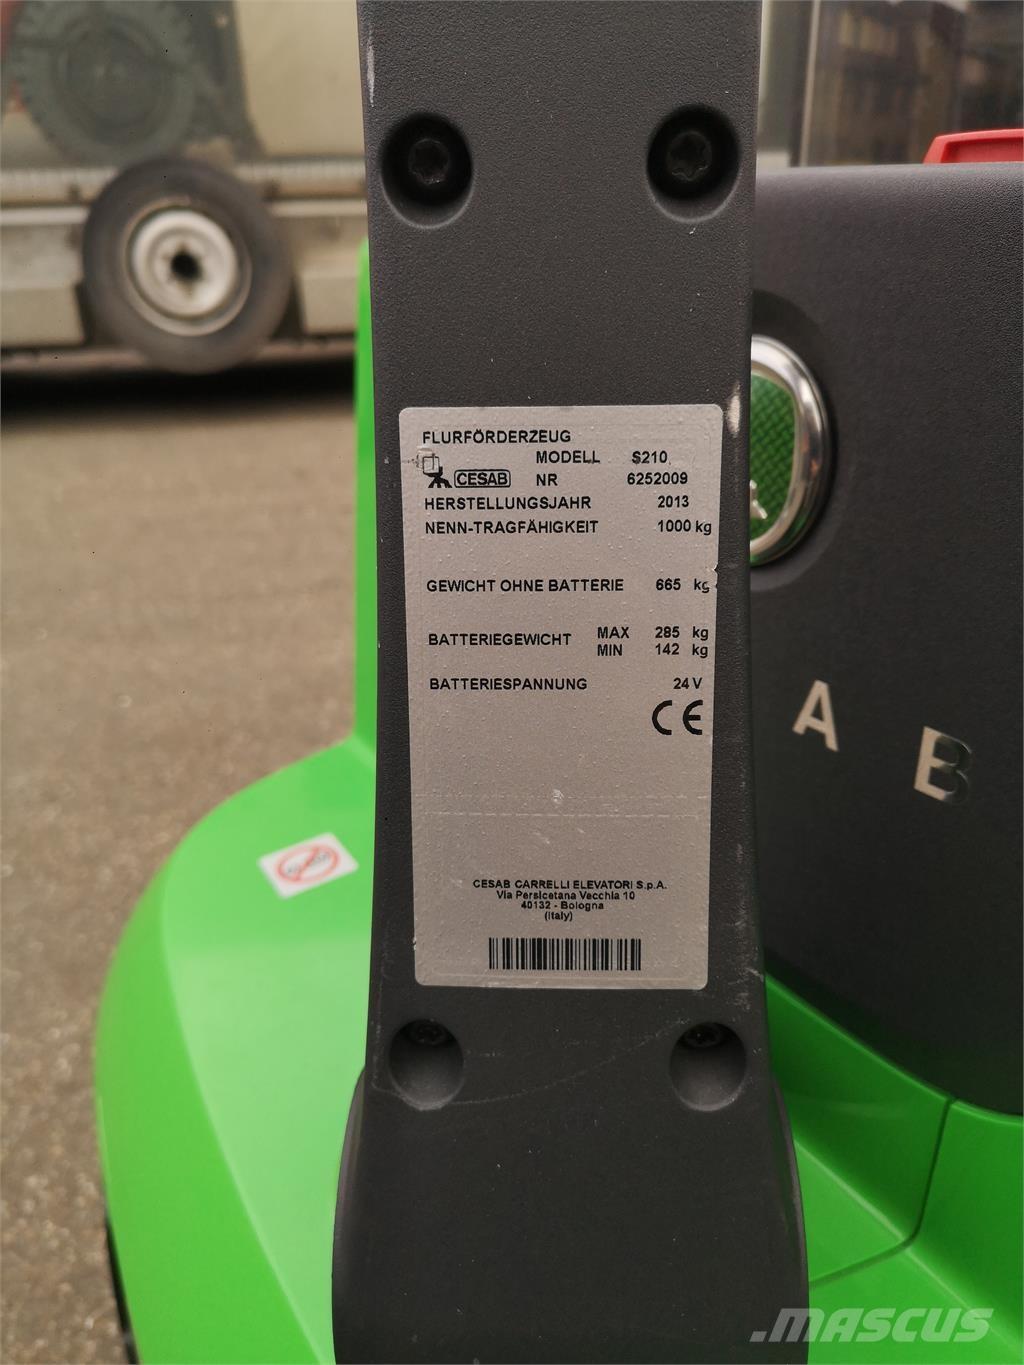 FLURFÖRDERZEUG
MODELL S210
CESAB NR 6252009
HERSTELLUNGSJAHR 2013
NENN-TRAGFÄHIGKEIT 1000 kg
GEWICHT OHNE BATTERIE 665 kg
BATTERIEGEWICHT MAX 285 kg
MIN 142 kg
BATTERIESPANNUNG 24 V
CE
CESAB CARRELLI ELEVATORI S.p.A.
Via Persicetana Vecchia 10
40132 - Bologna
(Italy)
A B
MASCUS